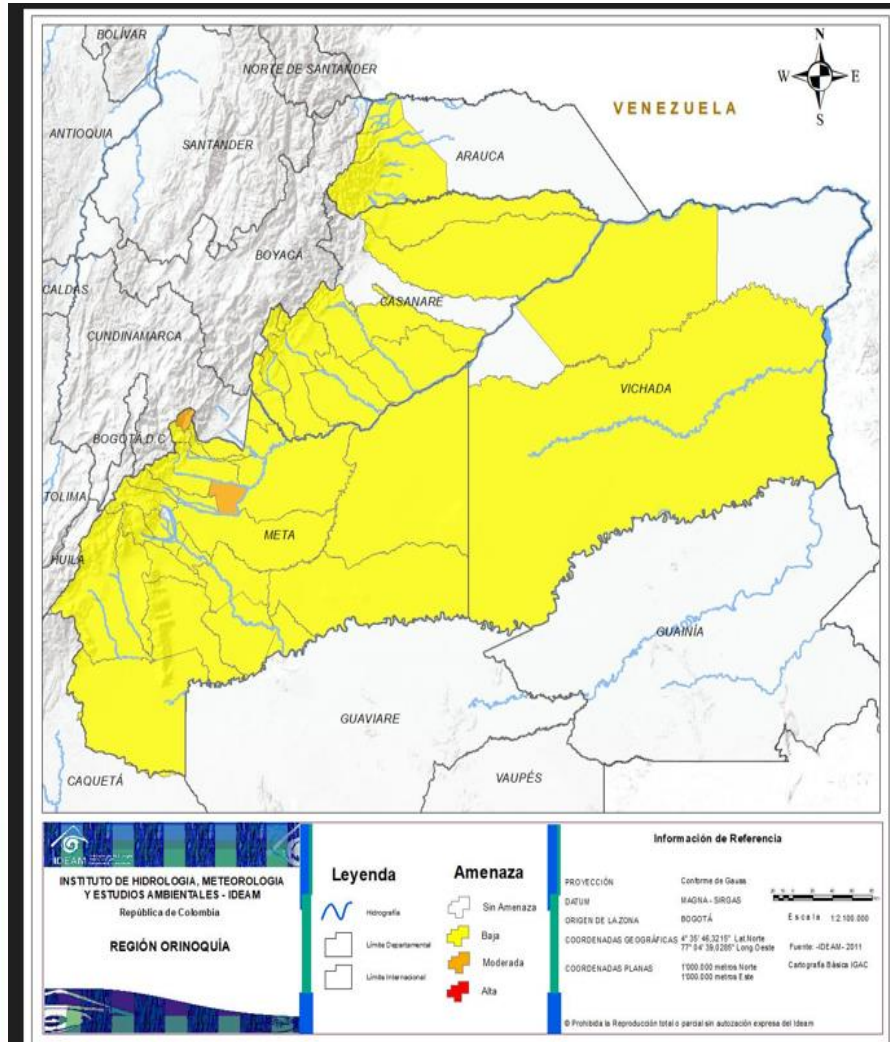 BOLÍVAR
NORTE DE SANTANDER
N
W E
S
VENEZUELA
ANTIOQUIA
SANTANDER
ARAUCA
BOYACÁ
CALDAS
CASANARE
CUNDINAMARCA
VICHADA
BOGOTÁ D.C
TOLIMA
META
HUILA
GUAINÍA
GUAVIARE
CAQUETÁ
VAUPÉS
IDEAM
INSTITUTO DE HIDROLOGIA, METEOROLOGIA
Y ESTUDIOS AMBIENTALES - IDEAM
República de Colombia
REGIÓN ORINOQUÍA
Leyenda
Hidrografía
Límite Departamental
Límite Internacional
Amenaza
Sin Amenaza
Baja
Moderada
Alta
Información de Referencia
PROYECCIÓN Conforme de Gauss
DATUM MAGNA - SIRGAS
ORIGEN DE LA ZONA BOGOTÁ
COORDENADAS GEOGRÁFICAS 4° 35' 46,3215" Lat.Norte
77° 04' 39,0285" Long Oeste
COORDENADAS PLANAS 1'000.000 metros Norte
1'000.000 metros Este
Escala 1:2.100.000
Fuente: -IDEAM- 2011
Cartografía Básica IGAC
© Prohibida la Reproducción total o parcial sin autozación expresa del Ideam